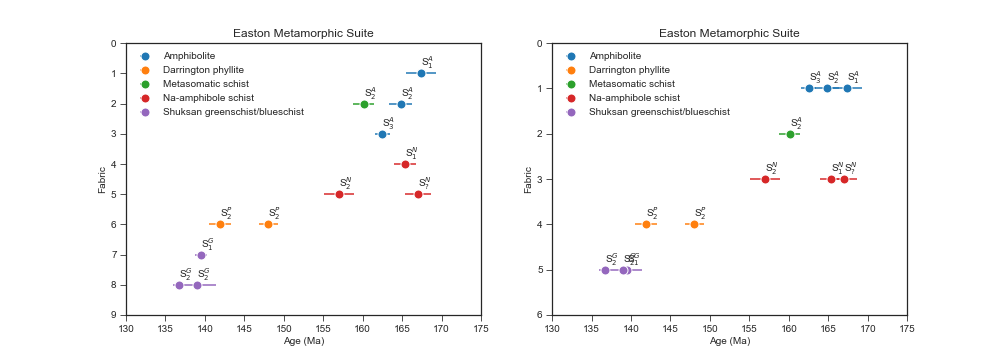 Easton Metamorphic Suite
Amphibolite
Darrington phyllite
Metasomatic schist
Na-amphibole schist
Shuksan greenschist/blueschist
0
1
2
3
4
5
6
7
8
9
Fabric
S₁ᴬ
S₂ᴬ S₂ᴬ
S₃ᴬ
S₁ᴺ
S₂ᴺ S?ᴺ
S₂ᴾ S₂ᴾ
S₁ᴳ
S₂ᴳ S₂ᴳ
130 135 140 145 150 155 160 165 170 175
Age (Ma)
Easton Metamorphic Suite
Amphibolite
Darrington phyllite
Metasomatic schist
Na-amphibole schist
Shuksan greenschist/blueschist
0
1
2
3
4
5
6
Fabric
S₃ᴬ S₂ᴬ S₁ᴬ
S₂ᴬ
S₂ᴺ S₁ᴺ S?ᴺ
S₂ᴾ S₂ᴾ
S₂ᴳ
130 135 140 145 150 155 160 165 170 175
Age (Ma)